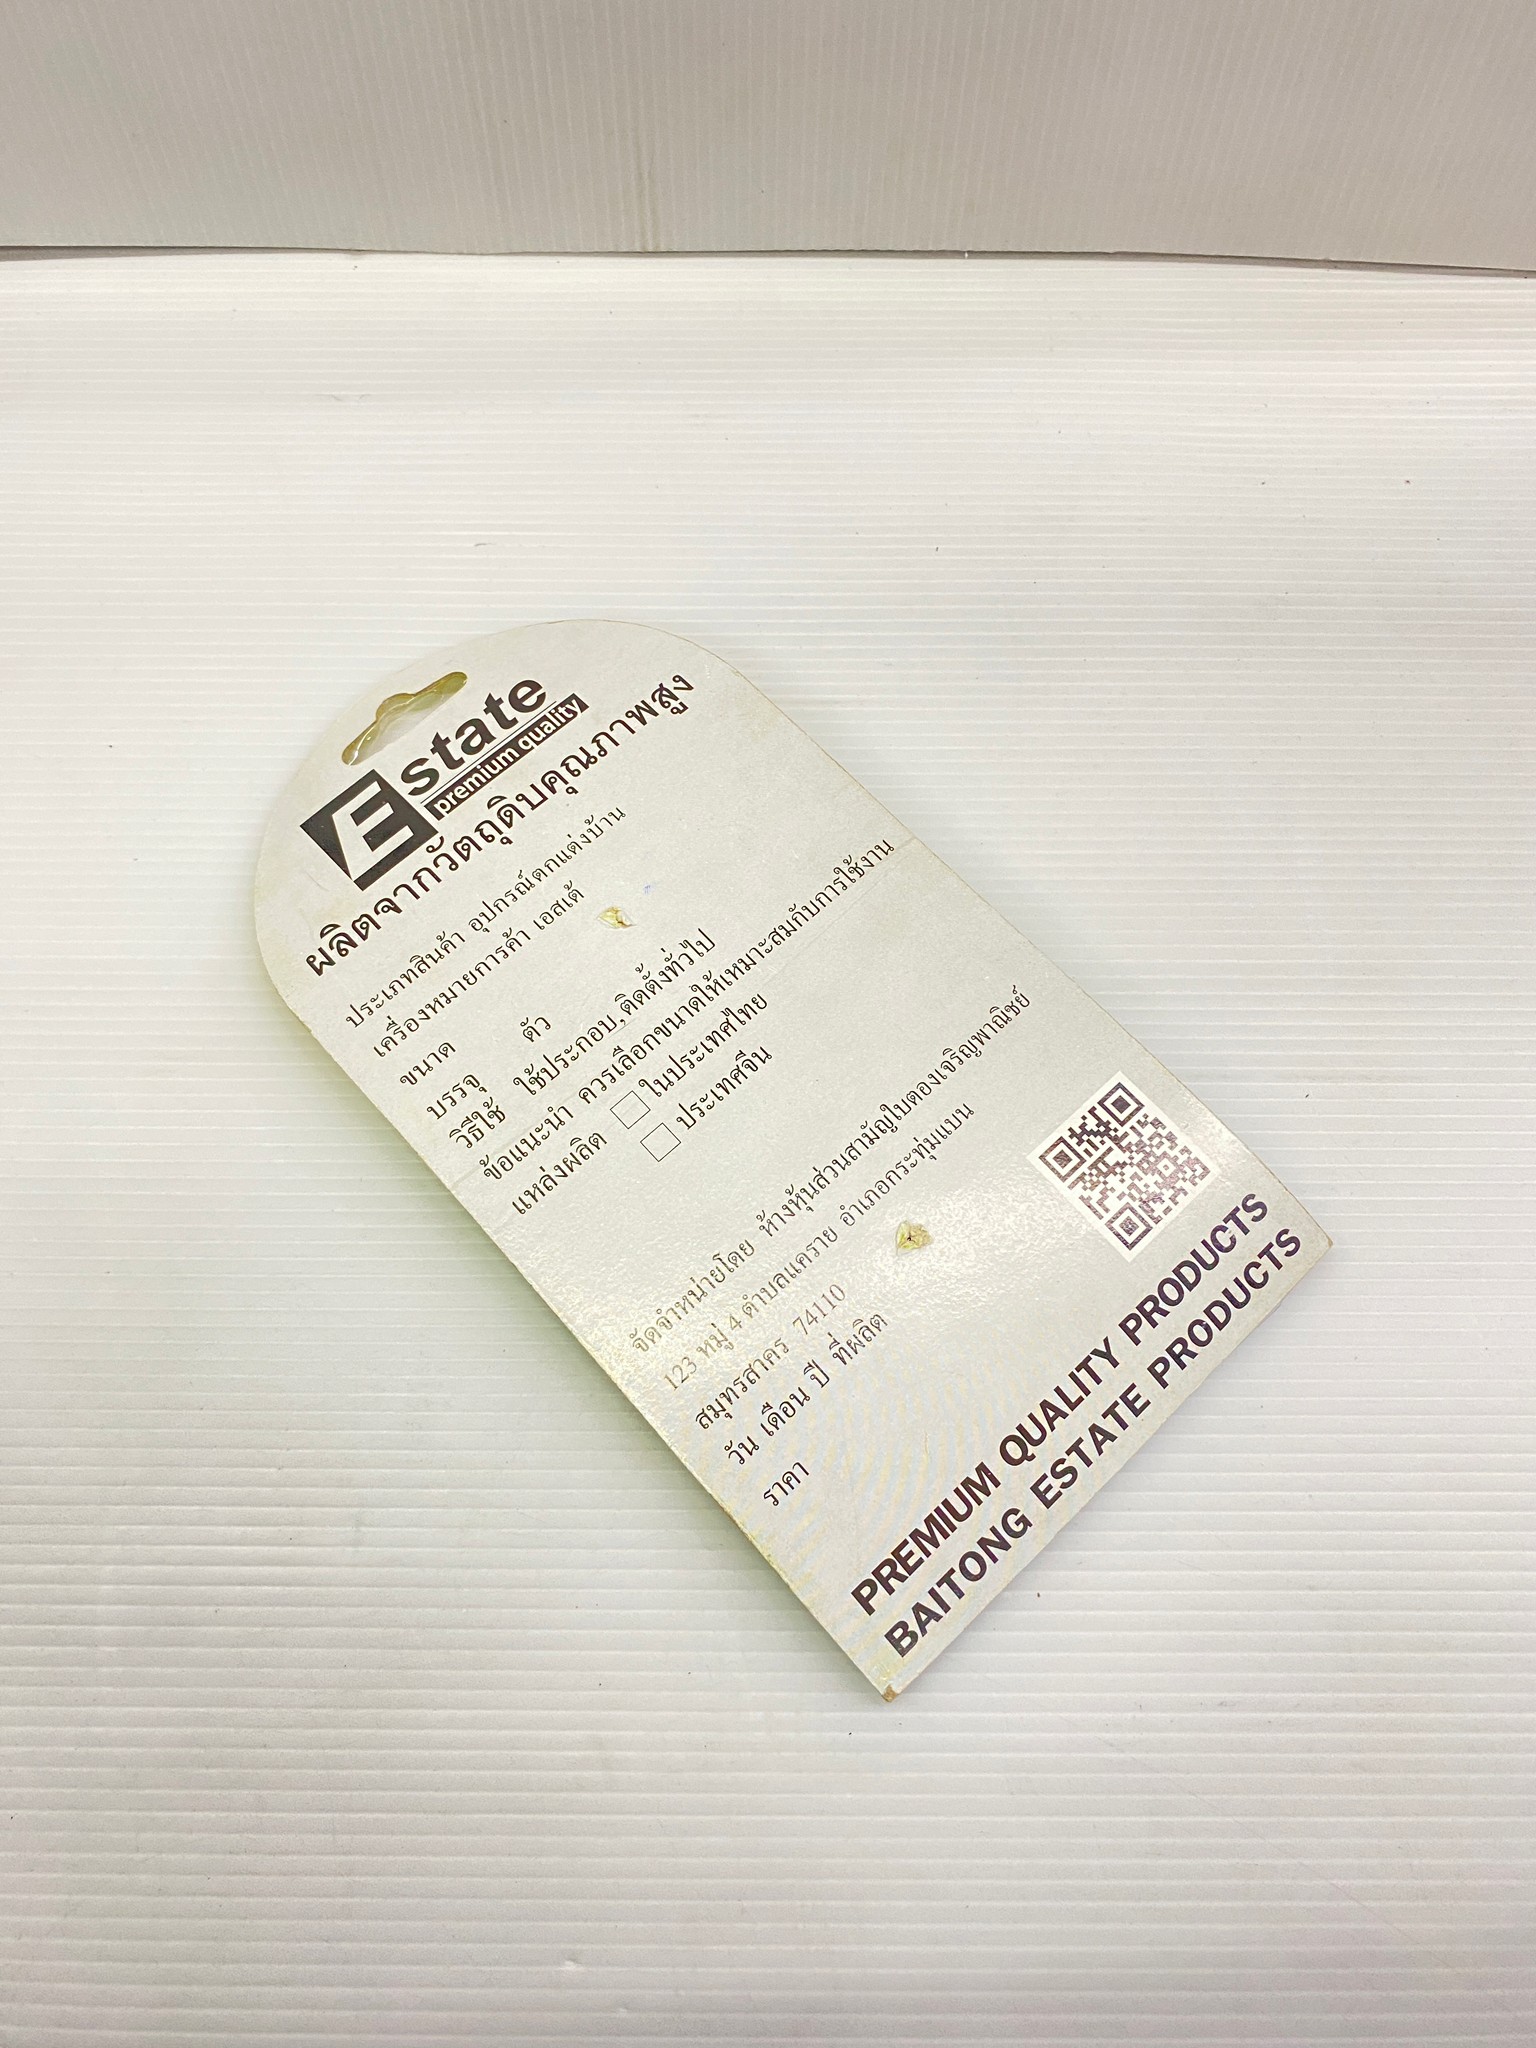 Estate
premium quality
ผลิตจากวัตถุดิบคุณภาพสูง
ประเภทสินค้า อุปกรณ์ตกแต่งบ้าน
เครื่องหมายการค้า เอสเต้
ขนาด
บรรจุ ตัว
วิธีใช้ ใช้ประกอบ,ติดตั้งทั่วไป
ข้อแนะนำ ควรเลือกขนาดให้เหมาะสมกับการใช้งาน
แหล่งผลิต ในประเทศไทย
ประเทศจีน
จัดจำหน่ายโดย ห้างหุ้นส่วนสามัญใบตองเจริญพาณิชย์
123 หมู่ 4 ตำบลแคราย อำเภอกระทุ่มแบน
สมุทรสาคร 74110
วัน เดือน ปี ที่ผลิต
ราคา
PREMIUM QUALITY PRODUCTS
BAITONG ESTATE PRODUCTS